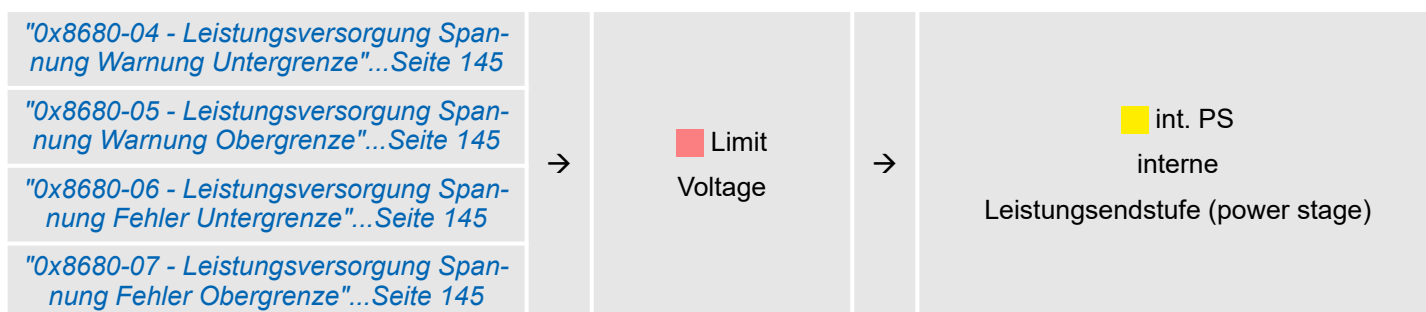 "0x8680-04 - Leistungsversorgung Span-
nung Warnung Untergrenze"...Seite 145
"0x8680-05 - Leistungsversorgung Span-
nung Warnung Obergrenze"...Seite 145
"0x8680-06 - Leistungsversorgung Span-
nung Fehler Untergrenze"...Seite 145
"0x8680-07 - Leistungsversorgung Span-
nung Fehler Obergrenze"...Seite 145
→
Limit
Voltage
→
int. PS
interne
Leistungsendstufe (power stage)